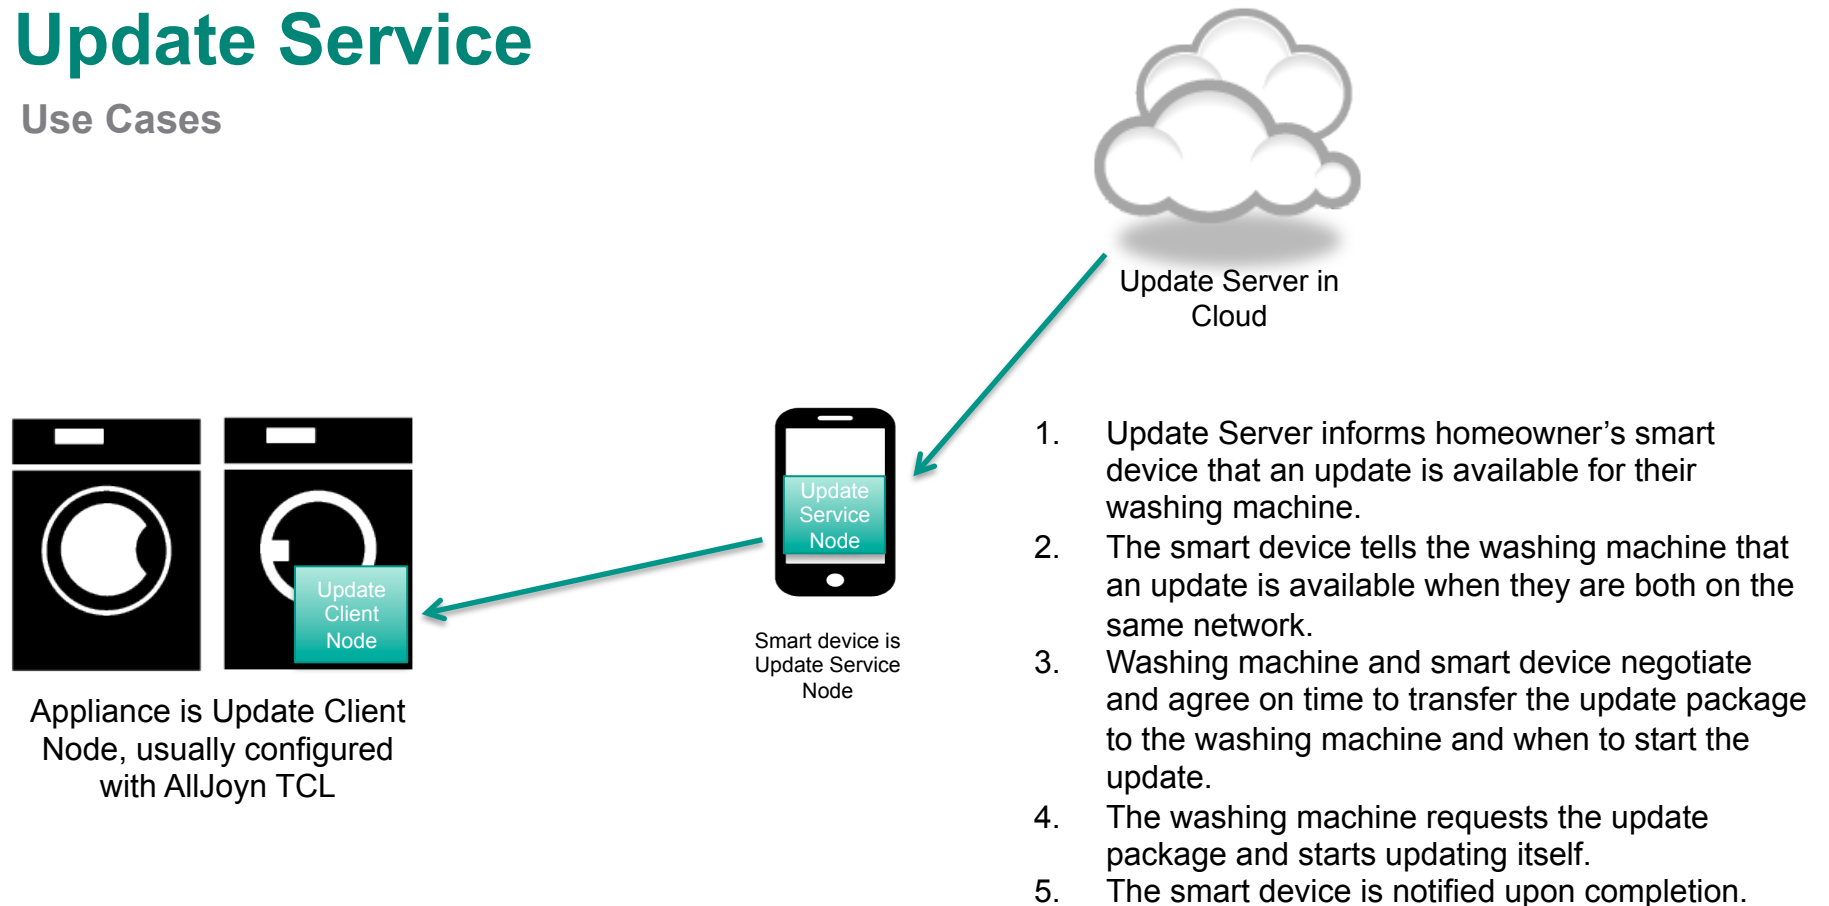 Update Service
Use Cases
Update Server in
Cloud
Update
Service
Node
Update
Client
Node
Smart device is
Update Service
Node
Appliance is Update Client
Node, usually configured
with AllJoyn TCL
1. Update Server informs homeowner’s smart
device that an update is available for their
washing machine.
2. The smart device tells the washing machine that
an update is available when they are both on the
same network.
3. Washing machine and smart device negotiate
and agree on time to transfer the update package
to the washing machine and when to start the
update.
4. The washing machine requests the update
package and starts updating itself.
5. The smart device is notified upon completion.